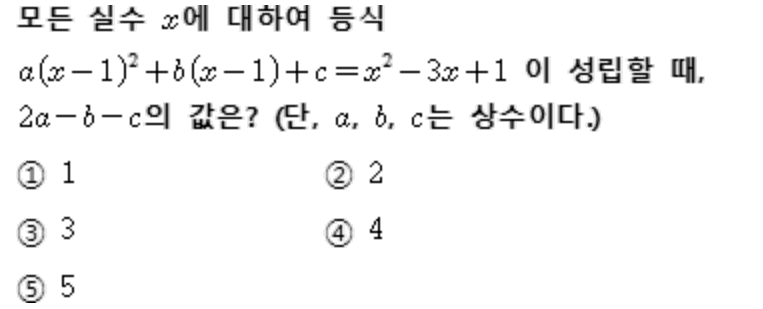 모든 실수 x에 대하여 등식
a(x-1)²+b(x-1)+c=x²-3x+1 이 성립할 때,
2a-b-c의 값은? (단, a, b, c는 상수이다.)
① 1 ② 2
③ 3 ④ 4
⑤ 5